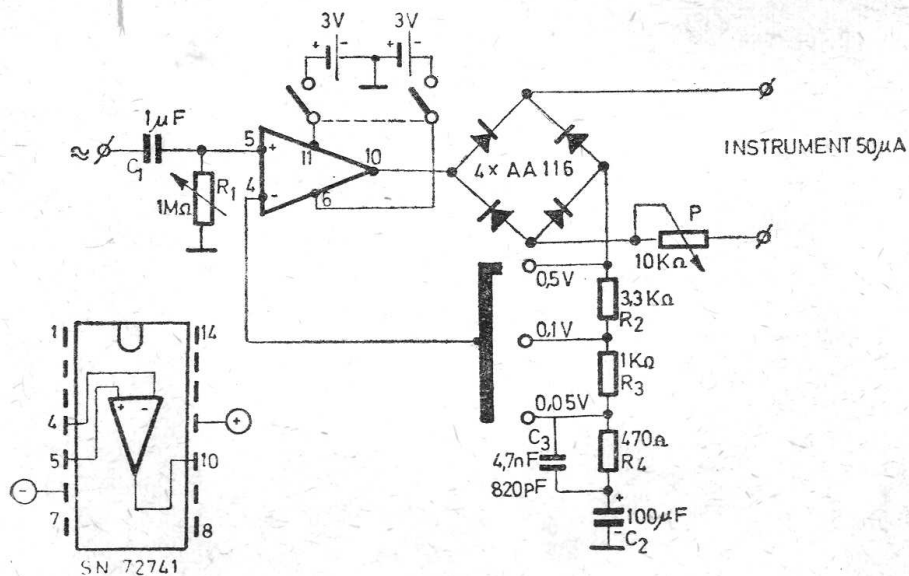 3V 3V
+ - + -
1µF
≈
C1
R1
1MΩ
5
+
4
-
11
10
6
4× AA 116
INSTRUMENT 50µA
P
10KΩ
0,5V
3,3KΩ
R2
0,1V
1KΩ
R3
0,05V
C3
4,7nF
820pF
470Ω
R4
+
100µF
-
C2
1
14
+ -
4
+
5
10
-
7
8
SN 72741